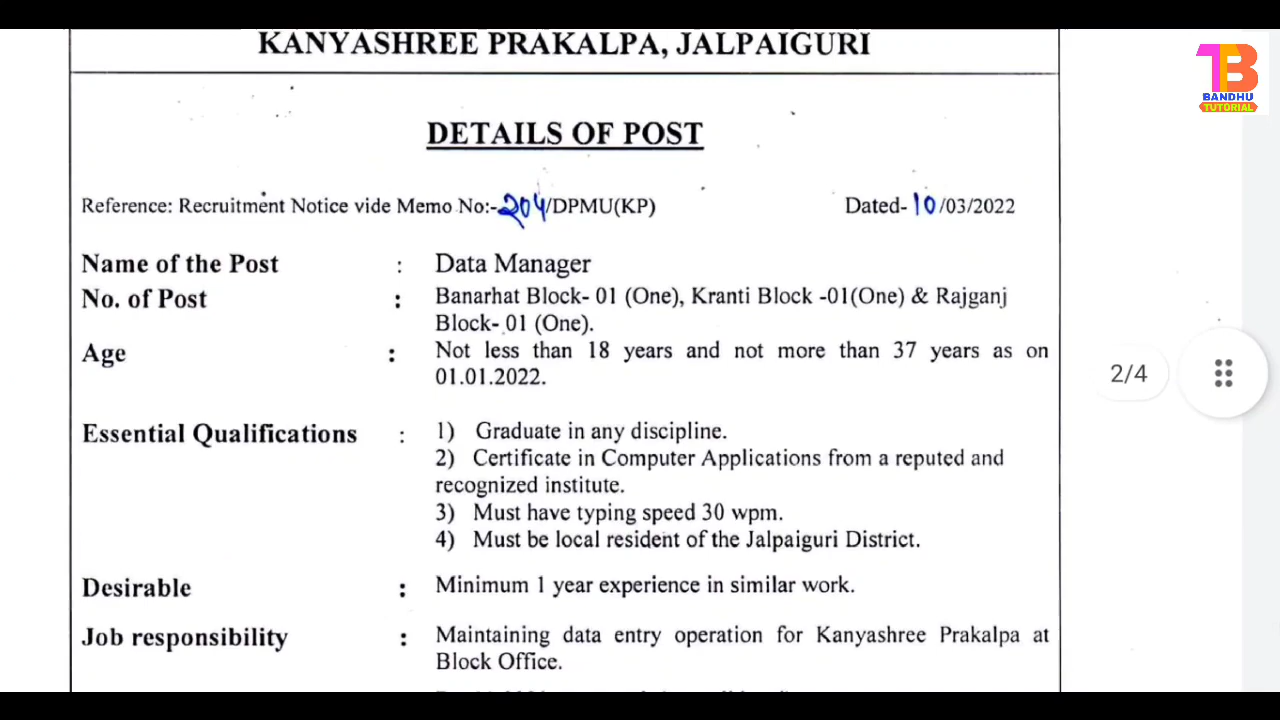 KANYASHREE PRAKALPA, JALPAIGURI
TB
BANDHU
TUTORIAL
DETAILS OF POST
Reference: Recruitment Notice vide Memo No:-204/DPMU(KP) Dated-10/03/2022
Name of the Post : Data Manager
No. of Post : Banarhat Block- 01 (One), Kranti Block -01(One) & Rajganj
Block- 01 (One).
Age : Not less than 18 years and not more than 37 years as on
01.01.2022.
2/4
Essential Qualifications : 1) Graduate in any discipline.
2) Certificate in Computer Applications from a reputed and
recognized institute.
3) Must have typing speed 30 wpm.
4) Must be local resident of the Jalpaiguri District.
Desirable : Minimum 1 year experience in similar work.
Job responsibility : Maintaining data entry operation for Kanyashree Prakalpa at
Block Office.